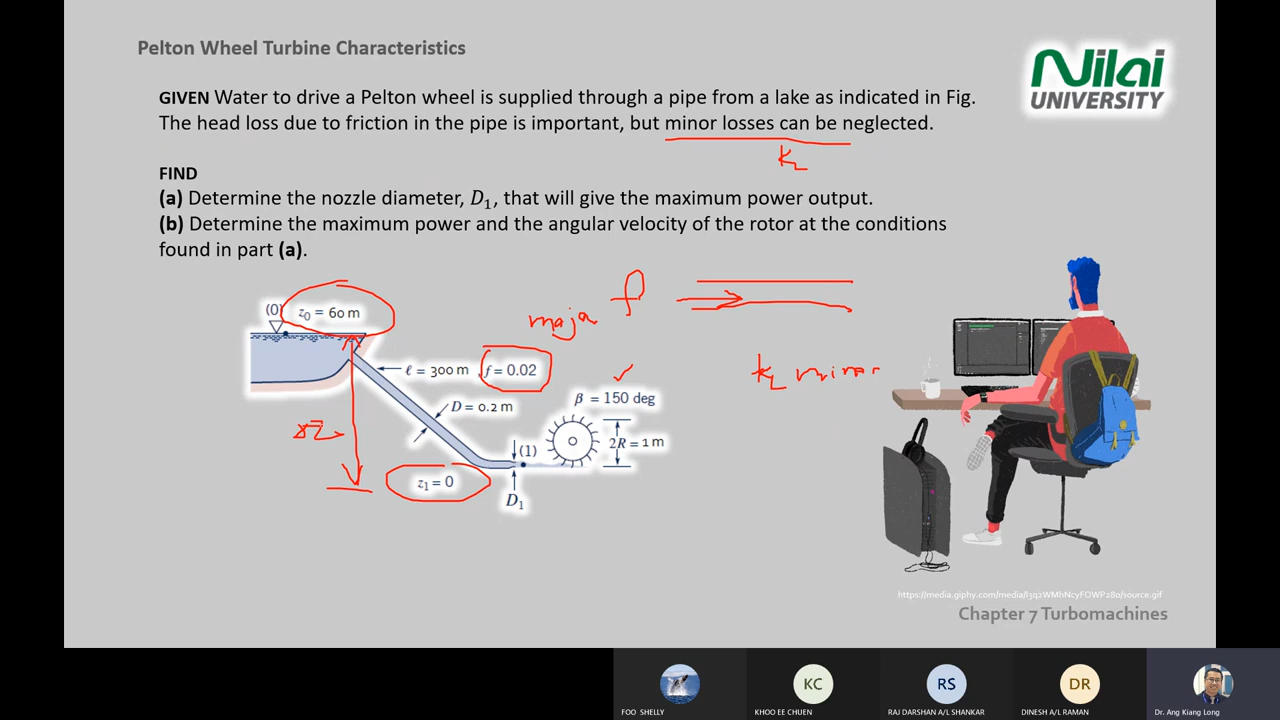 Pelton Wheel Turbine Characteristics
Nilai
UNIVERSITY
GIVEN Water to drive a Pelton wheel is supplied through a pipe from a lake as indicated in Fig.
The head loss due to friction in the pipe is important, but minor losses can be neglected.
KL
FIND
(a) Determine the nozzle diameter, D₁, that will give the maximum power output.
(b) Determine the maximum power and the angular velocity of the rotor at the conditions
found in part (a).
(0) z₀ = 60 m
major f
ℓ = 300 m f = 0.02
KL minor
β = 150 deg
D = 0.2 m
ΔZ
(1) 2R = 1 m
z₁ = 0
D₁
https://media.giphy.com/media/l3q2WMhNcyFOWP28o/source.gif
Chapter 7 Turbomachines
KC RS DR
FOO SHELLY KHOO EE CHUEN RAJ DARSHAN A/L SHANKAR DINESH A/L RAMAN Dr. Ang Kiang Long